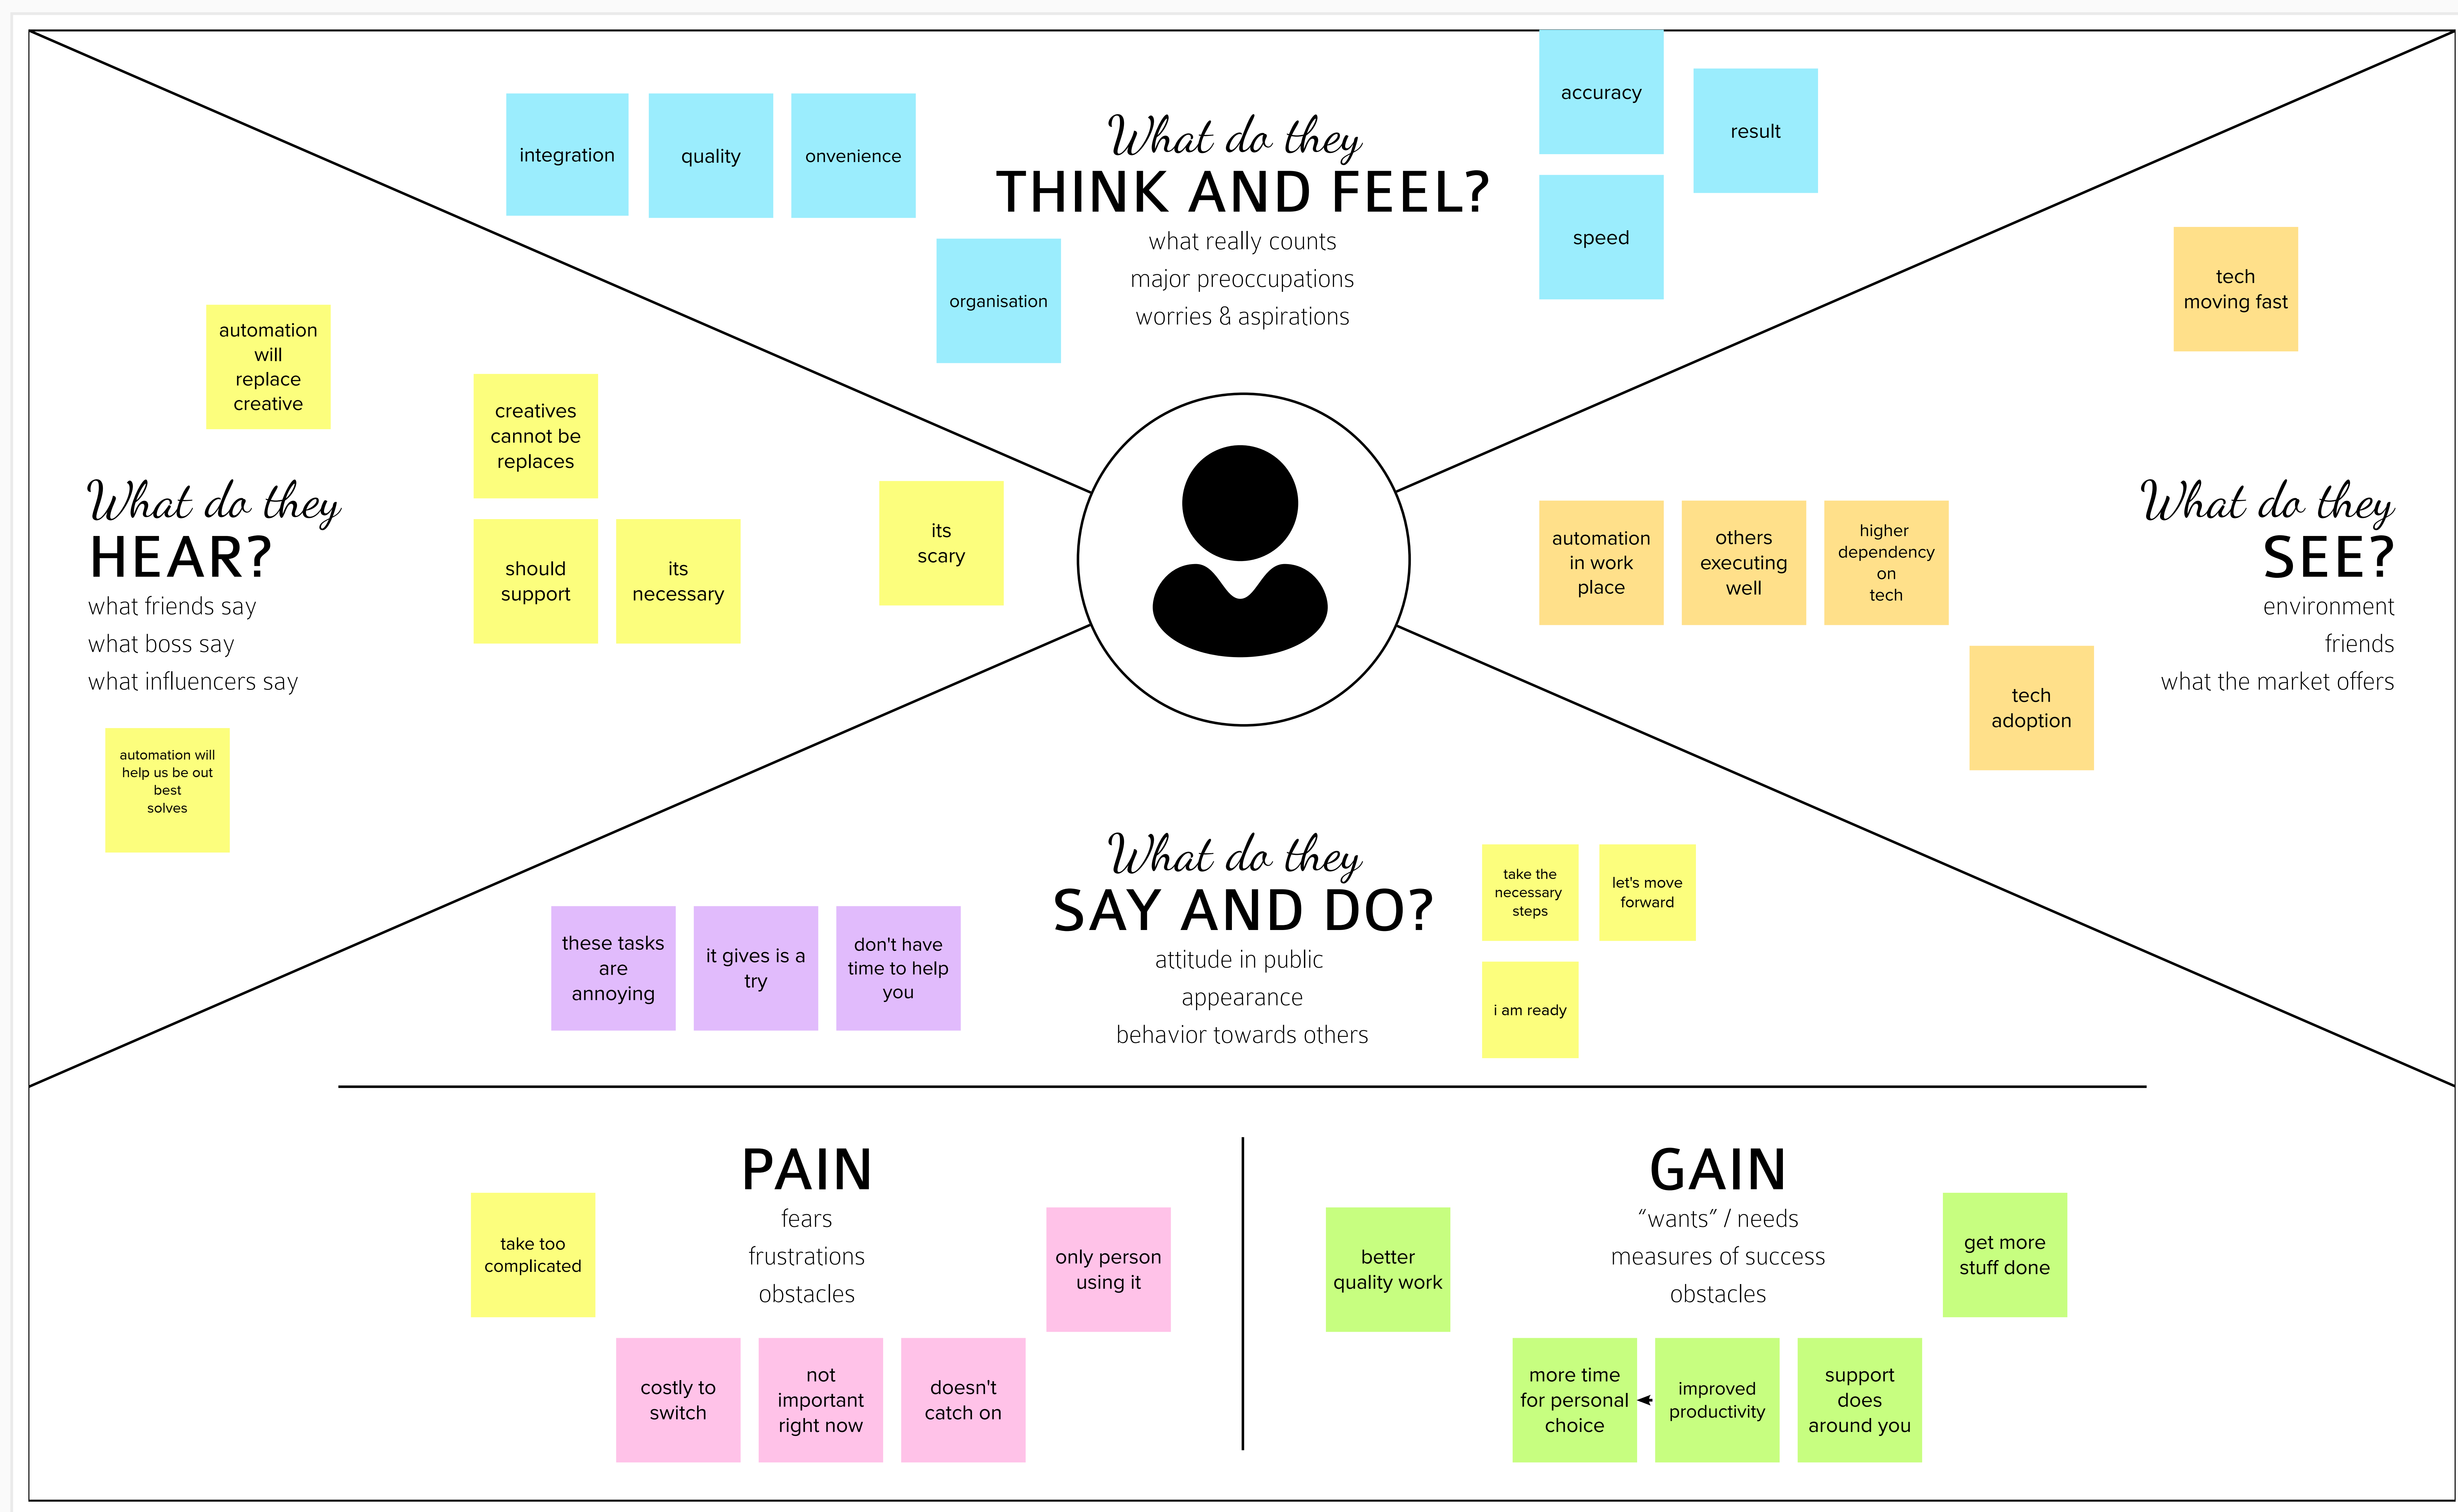 What do they
THINK AND FEEL?
what really counts
major preoccupations
worries & aspirations
integration
quality
onvenience
organisation
accuracy
result
speed
What do they
HEAR?
what friends say
what boss say
what influencers say
automation
will
replace
creative
creatives
cannot be
replaces
should
support
its
necessary
its
scary
automation will
help us be out
best
solves
What do they
SEE?
environment
friends
what the market offers
tech
moving fast
automation
in work
place
others
executing
well
higher
dependency
on
tech
tech
adoption
What do they
SAY AND DO?
attitude in public
appearance
behavior towards others
these tasks
are
annoying
it gives is a
try
don't have
time to help
you
take the
necessary
steps
let's move
forward
i am ready
PAIN
fears
frustrations
obstacles
take too
complicated
costly to
switch
not
important
right now
doesn't
catch on
only person
using it
GAIN
“wants” / needs
measures of success
obstacles
better
quality work
more time
for personal
choice
improved
productivity
support
does
around you
get more
stuff done